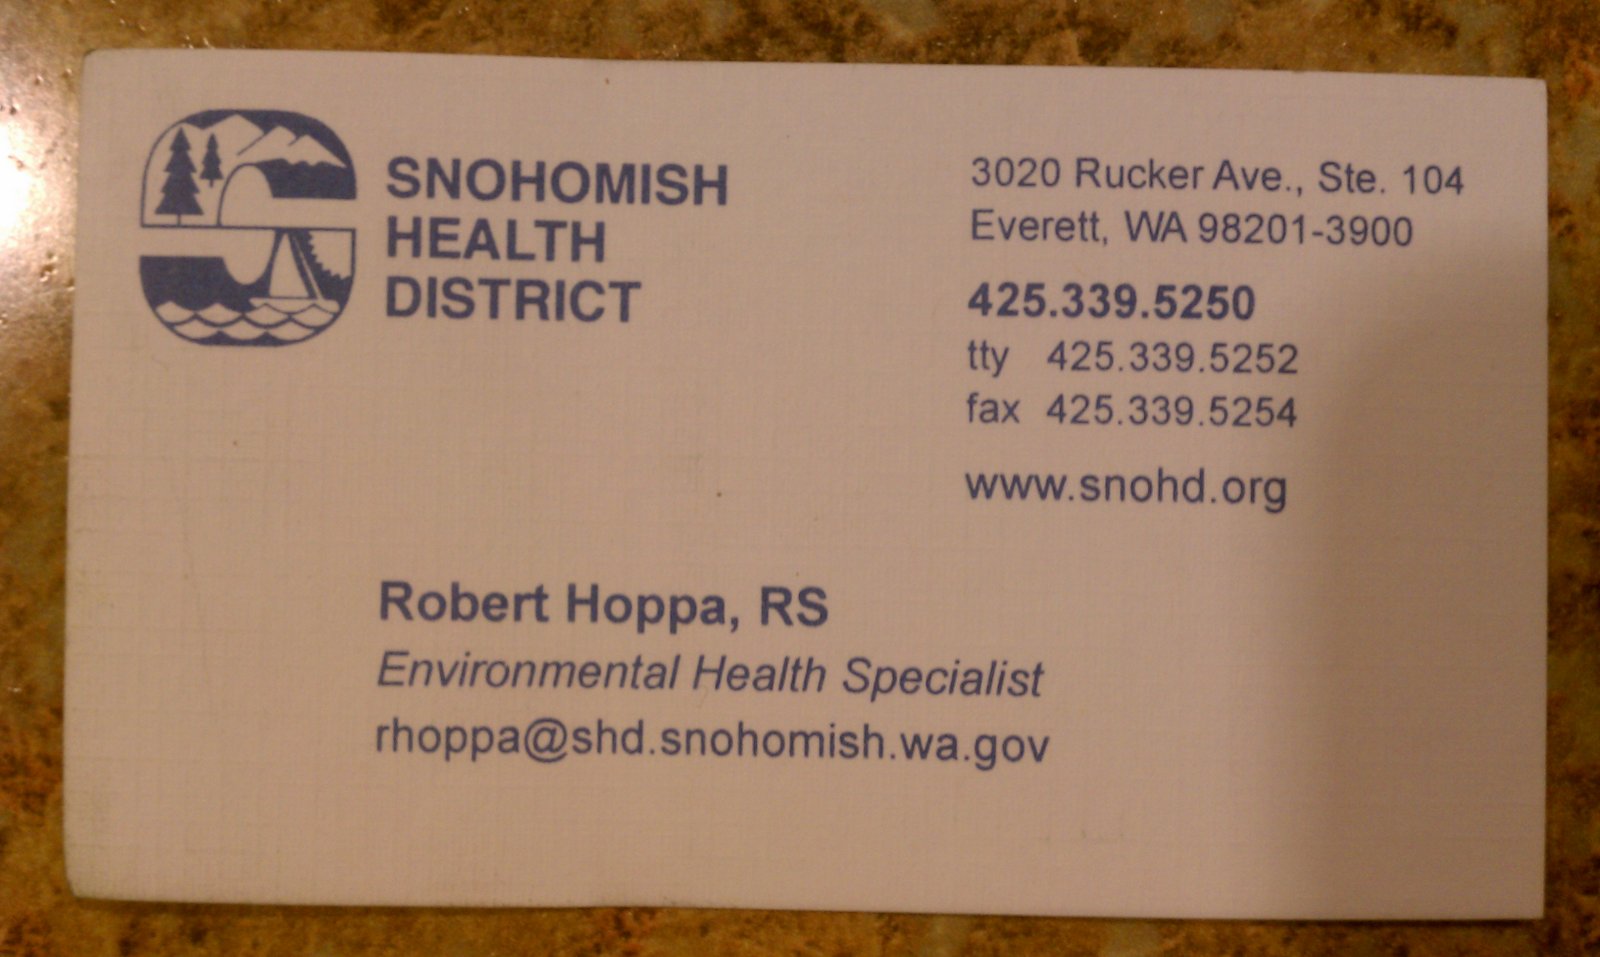 SNOHOMISH
HEALTH
DISTRICT
3020 Rucker Ave., Ste. 104
Everett, WA 98201-3900
425.339.5250
tty 425.339.5252
fax 425.339.5254
www.snohd.org
Robert Hoppa, RS
Environmental Health Specialist
rhoppa@shd.snohomish.wa.gov